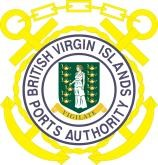 BRITISH VIRGIN ISLANDS
VIGILATE
PORTS AUTHORITY